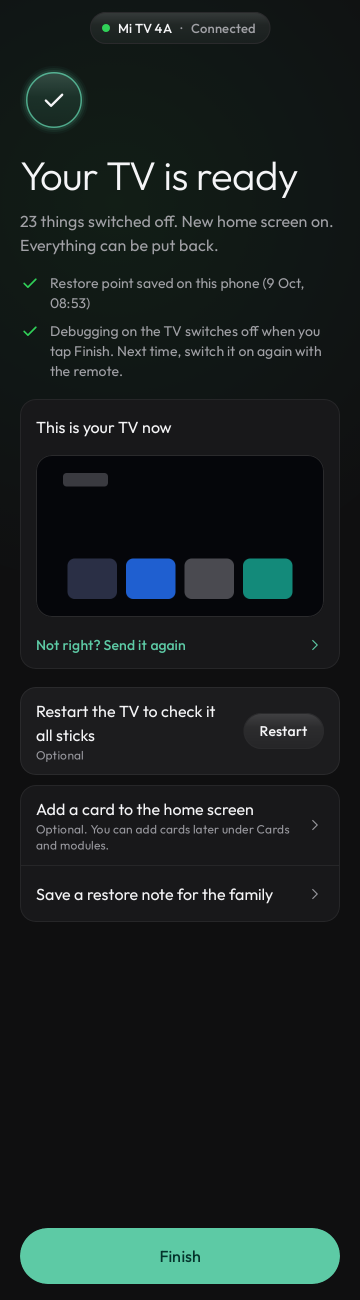 Mi TV 4A · Connected
Your TV is ready
23 things switched off. New home screen on.
Everything can be put back.
Restore point saved on this phone (9 Oct,
08:53)
Debugging on the TV switches off when you
tap Finish. Next time, switch it on again with
the remote.
This is your TV now
Not right? Send it again
Restart the TV to check it
all sticks
Optional
Restart
Add a card to the home screen
Optional. You can add cards later under Cards
and modules.
Save a restore note for the family
Finish